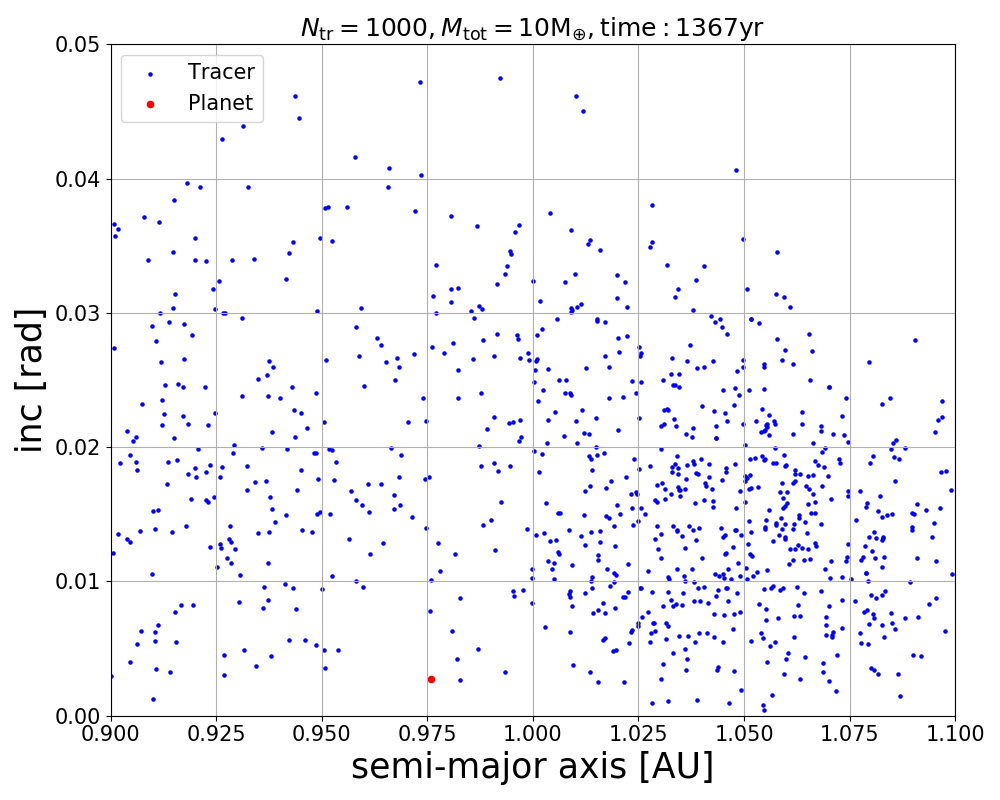 N_tr = 1000, M_tot = 10M_⊕, time : 1367yr
Tracer
Planet
0.05
0.04
0.03
0.02
0.01
0.00
inc [rad]
0.900 0.925 0.950 0.975 1.000 1.025 1.050 1.075 1.100
semi-major axis [AU]